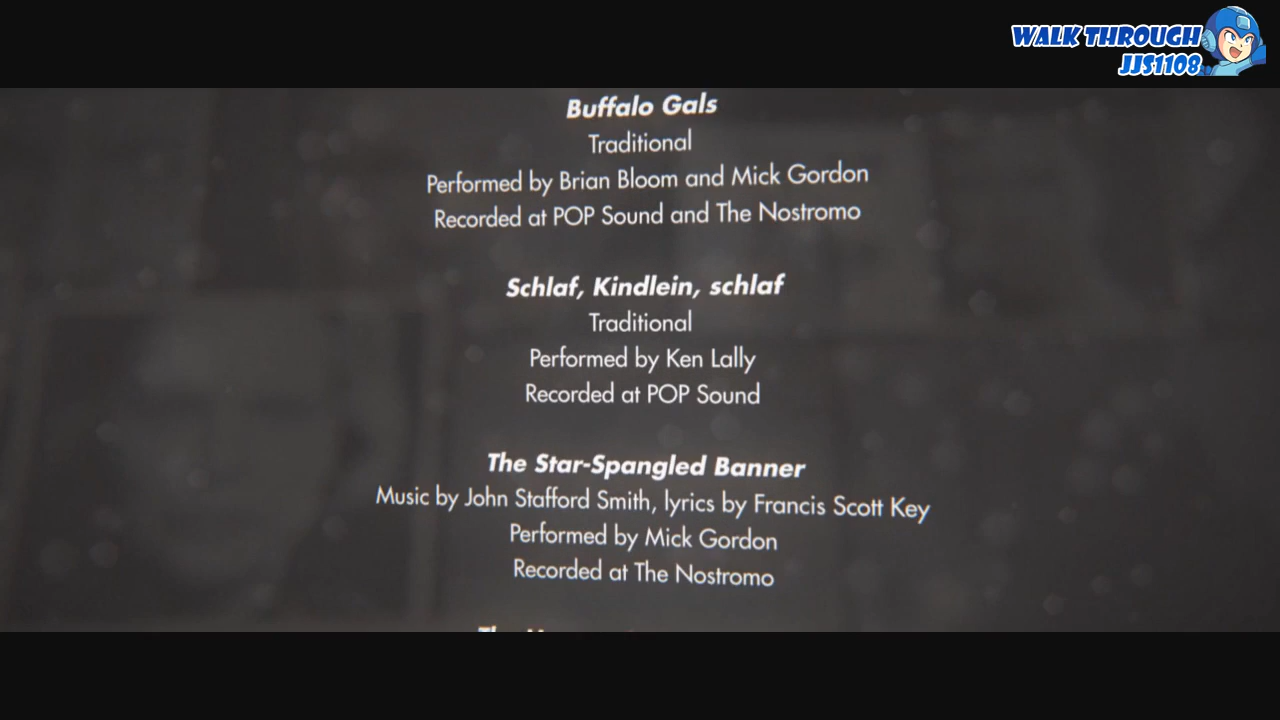 WALK THROUGH
JJS1108
Buffalo Gals
Traditional
Performed by Brian Bloom and Mick Gordon
Recorded at POP Sound and The Nostromo
Schlaf, Kindlein, schlaf
Traditional
Performed by Ken Lally
Recorded at POP Sound
The Star-Spangled Banner
Music by John Stafford Smith, lyrics by Francis Scott Key
Performed by Mick Gordon
Recorded at The Nostromo